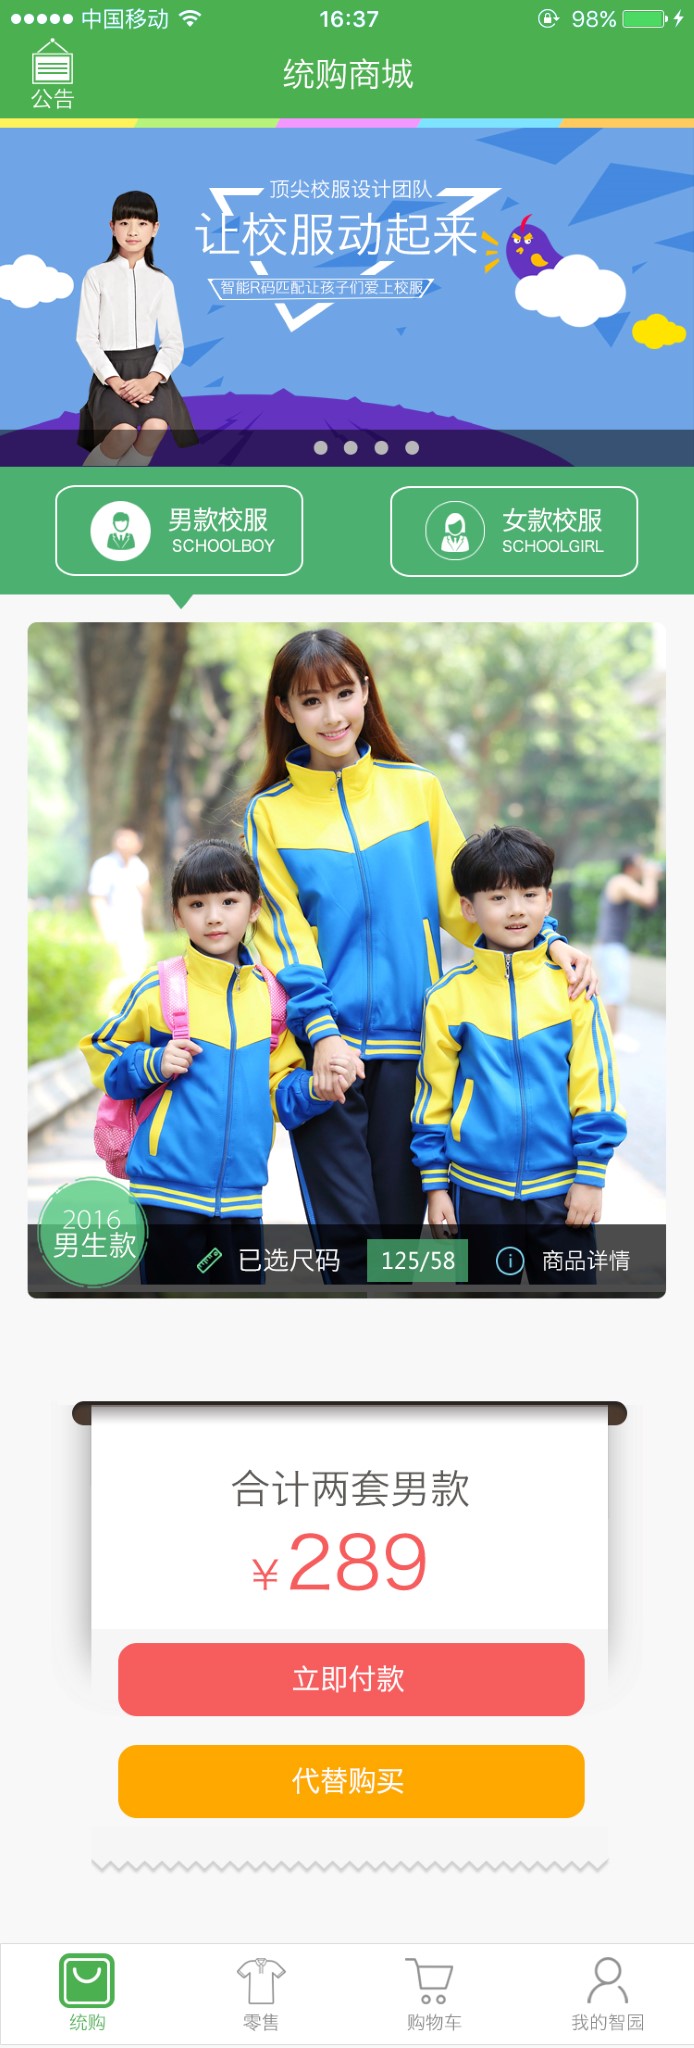 中国移动 16:37 98%
公告
统购商城
顶尖校服设计团队
让校服动起来
智能R码匹配让孩子们爱上校服
男款校服
SCHOOLBOY
女款校服
SCHOOLGIRL
2016
男生款
已选尺码 125/58 商品详情
合计两套男款
¥289
立即付款
代替购买
统购 零售 购物车 我的智园